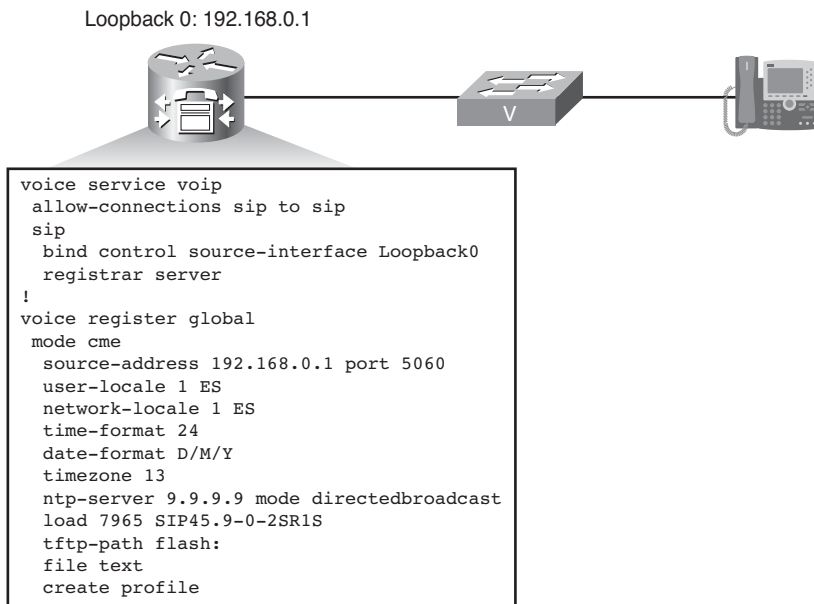 Loopback 0: 192.168.0.1
V
voice service voip
allow-connections sip to sip
sip
bind control source-interface Loopback0
registrar server
!
voice register global
mode cme
source-address 192.168.0.1 port 5060
user-locale 1 ES
network-locale 1 ES
time-format 24
date-format D/M/Y
timezone 13
ntp-server 9.9.9.9 mode directedbroadcast
load 7965 SIP45.9-0-2SR1S
tftp-path flash:
file text
create profile